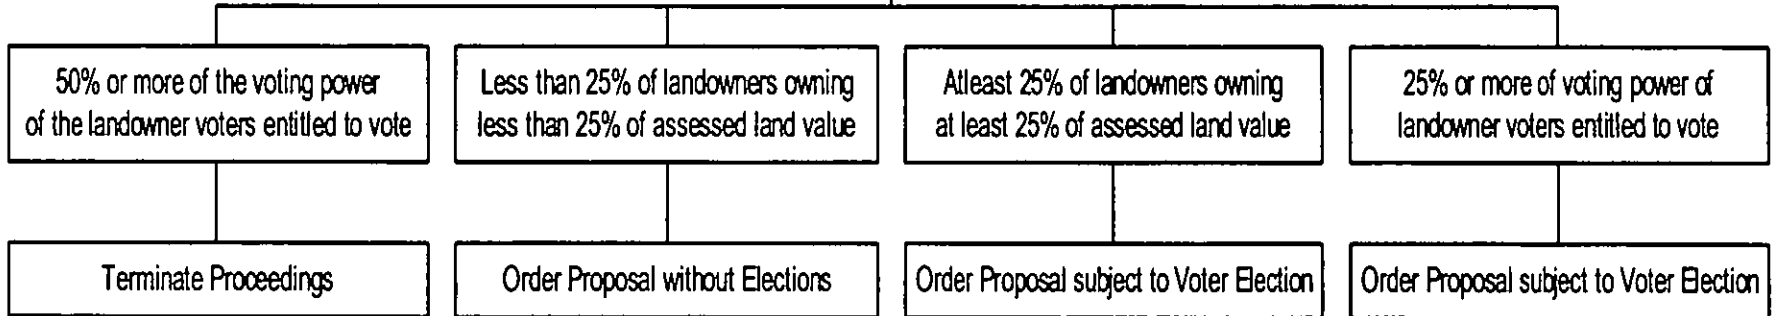 50% or more of the voting power
of the landowner voters entitled to vote
Less than 25% of landowners owning
less than 25% of assessed land value
Atleast 25% of landowners owning
at least 25% of assessed land value
25% or more of voting power of
landowner voters entitled to vote
Terminate Proceedings
Order Proposal without Elections
Order Proposal subject to Voter Election
Order Proposal subject to Voter Election